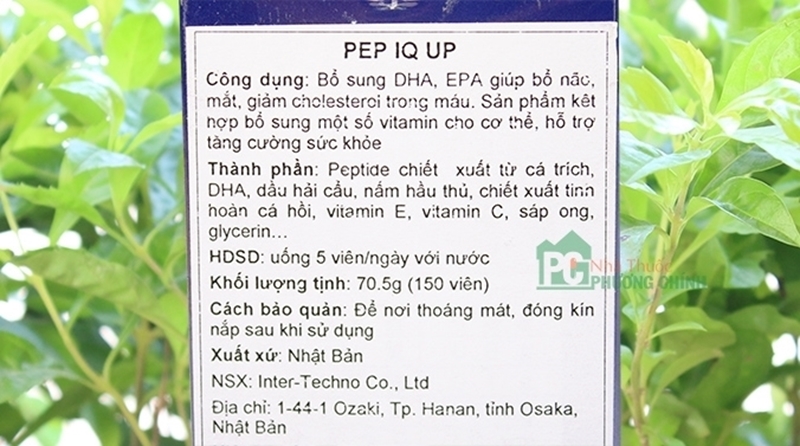 PEP IQ UP
Công dụng: Bổ sung DHA, EPA giúp bổ não,
mắt, giảm cholesterol trong máu. Sản phẩm kết
hợp bổ sung một số vitamin cho cơ thể, hỗ trợ
tăng cường sức khỏe
Thành phần: Peptide chiết xuất từ cá trích,
DHA, dầu hải cẩu, nấm hầu thủ, chiết xuất tinh
hoàn cá hồi, vitamin E, vitamin C, sáp ong,
glycerin...
HDSD: uống 5 viên/ngày với nước
Khối lượng tịnh: 70.5g (150 viên)
Cách bảo quản: Để nơi thoáng mát, đóng kín
nắp sau khi sử dụng
Xuất xứ: Nhật Bản
NSX: Inter-Techno Co., Ltd
Địa chỉ: 1-44-1 Ozaki, Tp. Hanan, tỉnh Osaka,
Nhật Bản
PC
Nhà Thuốc
PHƯƠNG CHINH